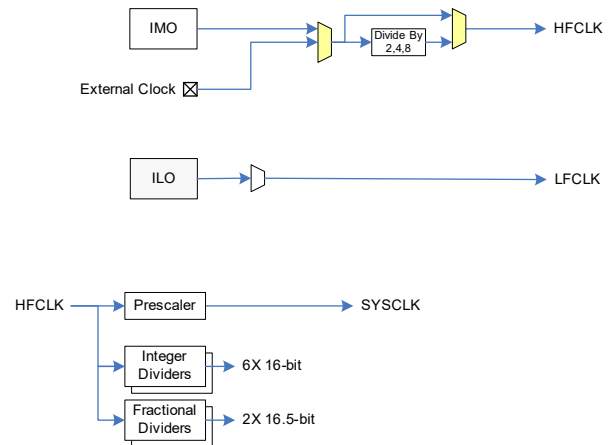 IMO
Divide By
2,4,8
HFCLK
External Clock
ILO
LFCLK
HFCLK
Prescaler
SYSCLK
Integer
Dividers
6X 16-bit
Fractional
Dividers
2X 16.5-bit